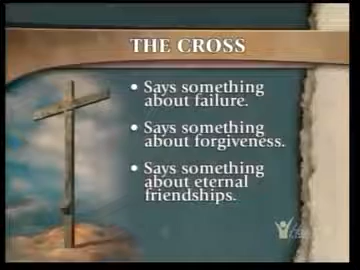 THE CROSS
• Says something
about failure.
• Says something
about forgiveness.
• Says something
about eternal
friendships.